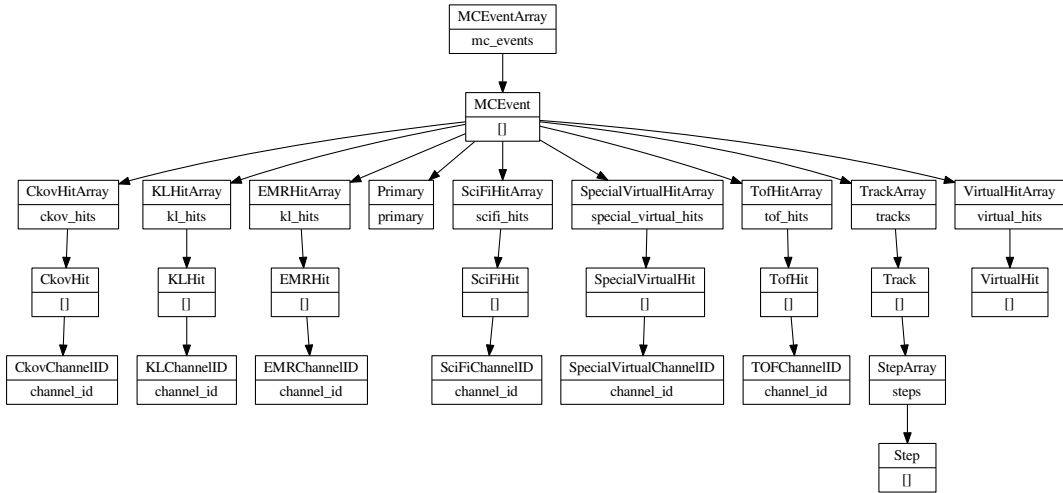 MCEventArray
mc_events
MCEvent
[]
CkovHitArray
ckov_hits
KLHitArray
kl_hits
EMRHitArray
kl_hits
Primary
primary
SciFiHitArray
scifi_hits
SpecialVirtualHitArray
special_virtual_hits
TofHitArray
tof_hits
TrackArray
tracks
VirtualHitArray
virtual_hits
CkovHit
[]
KLHit
[]
EMRHit
[]
SciFiHit
[]
SpecialVirtualHit
[]
TofHit
[]
Track
[]
VirtualHit
[]
CkovChannelID
channel_id
KLChannelID
channel_id
EMRChannelID
channel_id
SciFiChannelID
channel_id
SpecialVirtualChannelID
channel_id
TOFChannelID
channel_id
StepArray
steps
Step
[]